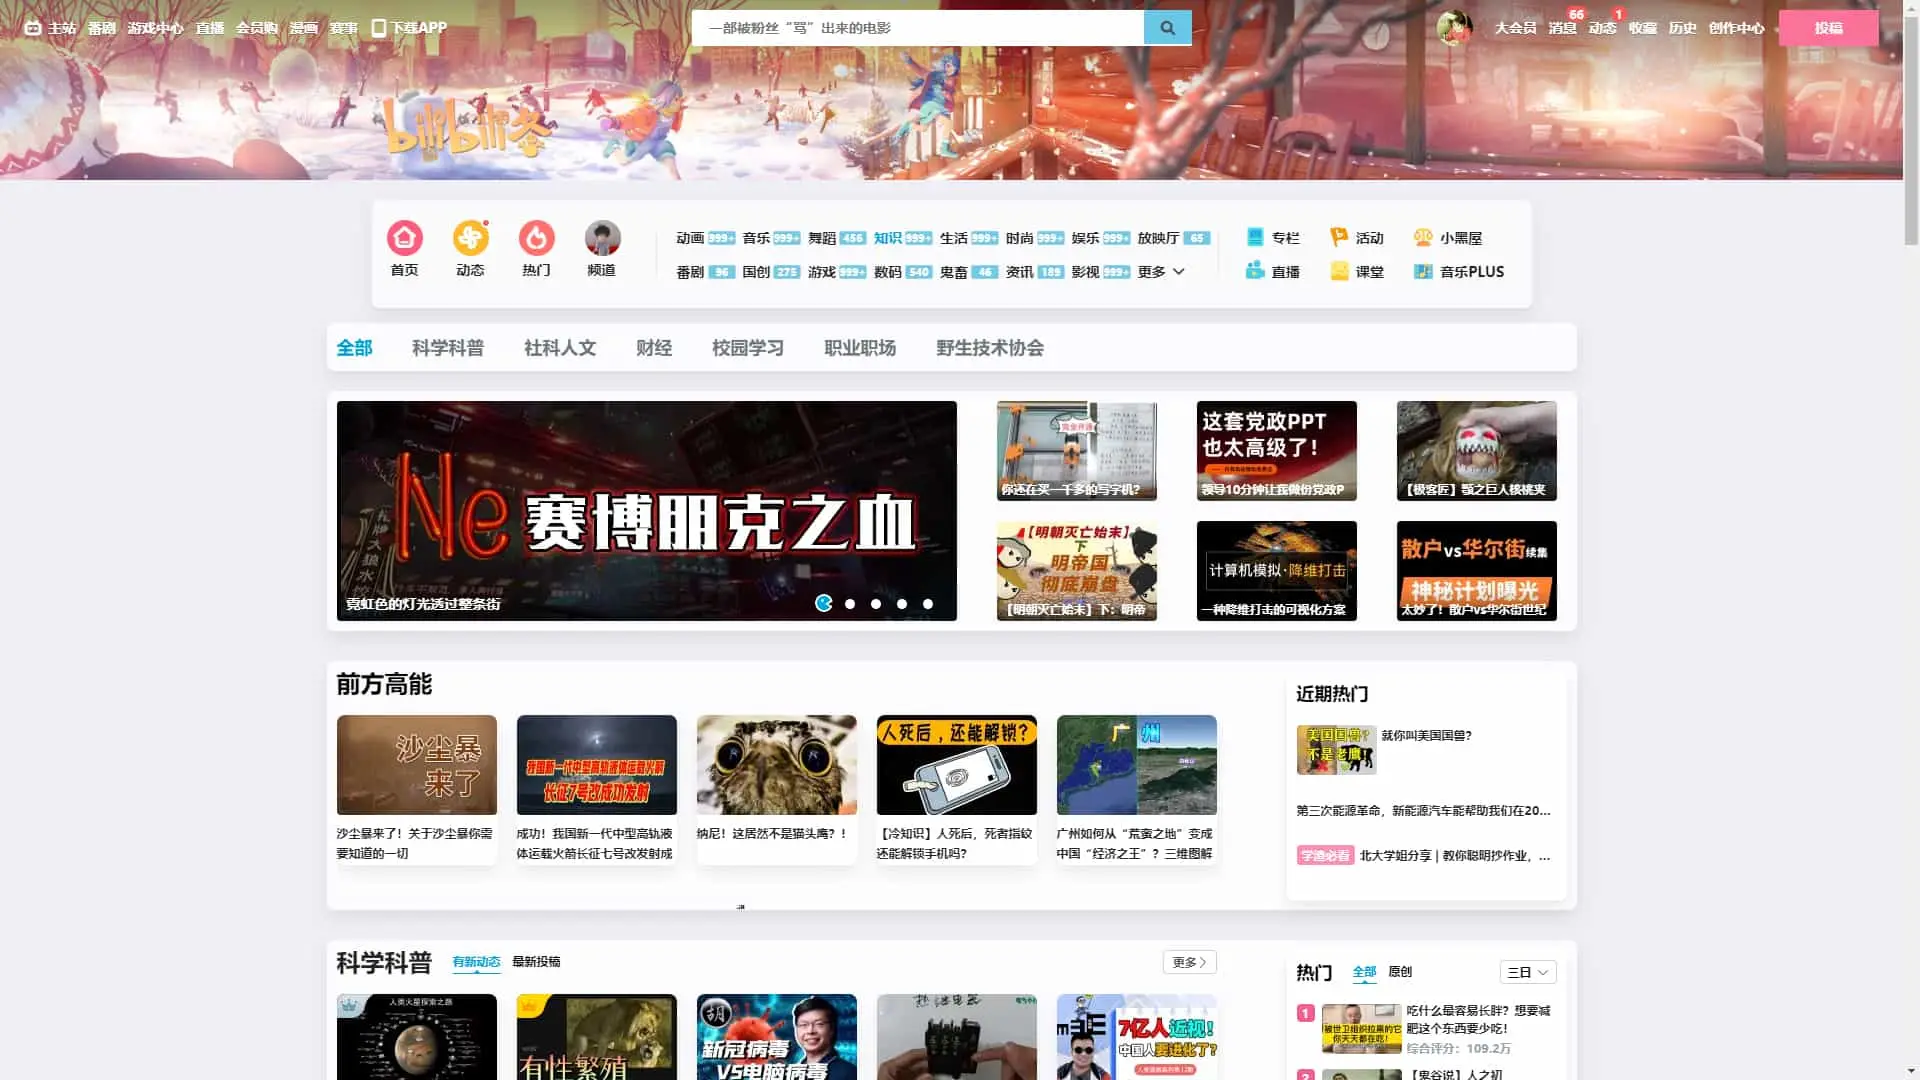 主站 番剧 游戏中心 直播 会员购 漫画 赛事 下载APP
一部被粉丝“骂”出来的电影
大会员 消息 66 动态 1 收藏 历史 创作中心 投稿
bilibili冬
首页 动态 热门 频道
动画 999+ 音乐 999+ 舞蹈 456 知识 999+ 生活 999+ 时尚 999+ 娱乐 999+ 放映厅 65
专栏 活动 小黑屋
番剧 96 国创 275 游戏 999+ 数码 540 鬼畜 46 资讯 189 影视 999+ 更多
直播 课堂 音乐PLUS
全部 科学科普 社科人文 财经 校园学习 职业职场 野生技术协会
Ne 赛博朋克之血
霓虹色的灯光透过整条街
完全开源
你还在买一千多的写字机？
这套党政PPT
也太高级了！
领导10分钟让我做份党政P
【极客匠】颚之巨人核桃夹
【明朝灭亡始末】
下
明帝国
彻底崩盘
【明朝灭亡始末】下：明帝
计算机模拟·降维打击
一种降维打击的可视化方案
散户vs华尔街续集
神秘计划曝光
太妙了！散户vs华尔街世纪
前方高能
沙尘暴
来了
沙尘暴来了！关于沙尘暴你需
要知道的一切
我国新一代中型高轨液体运载火箭
长征7号改成功发射
成功！我国新一代中型高轨液
体运载火箭长征七号改发射成
纳尼！这居然不是猫头鹰？！
人死后，还能解锁？
【冷知识】人死后，死者指纹
还能解锁手机吗？
广州
广州如何从“荒蛮之地”变成
中国“经济之王”？三维图解
近期热门
美国国兽？
不是老鹰！
就你叫美国国兽？
第三次能源革命，新能源汽车能帮助我们在20...
学渣必看 北大学姐分享 | 教你聪明抄作业，...
科学科普 有新动态 最新投稿 更多
人类火星探索之路
有性繁殖
胡
新冠病毒
VS电脑病毒
热门 全部 原创 三日
7亿人近视！
中国人要进化了？
1
被世卫组织拉黑的它
你天天都在吃！
吃什么最容易长胖？想要减
肥这个东西要少吃！
综合评分：109.2万
2
【鬼谷说】人之初